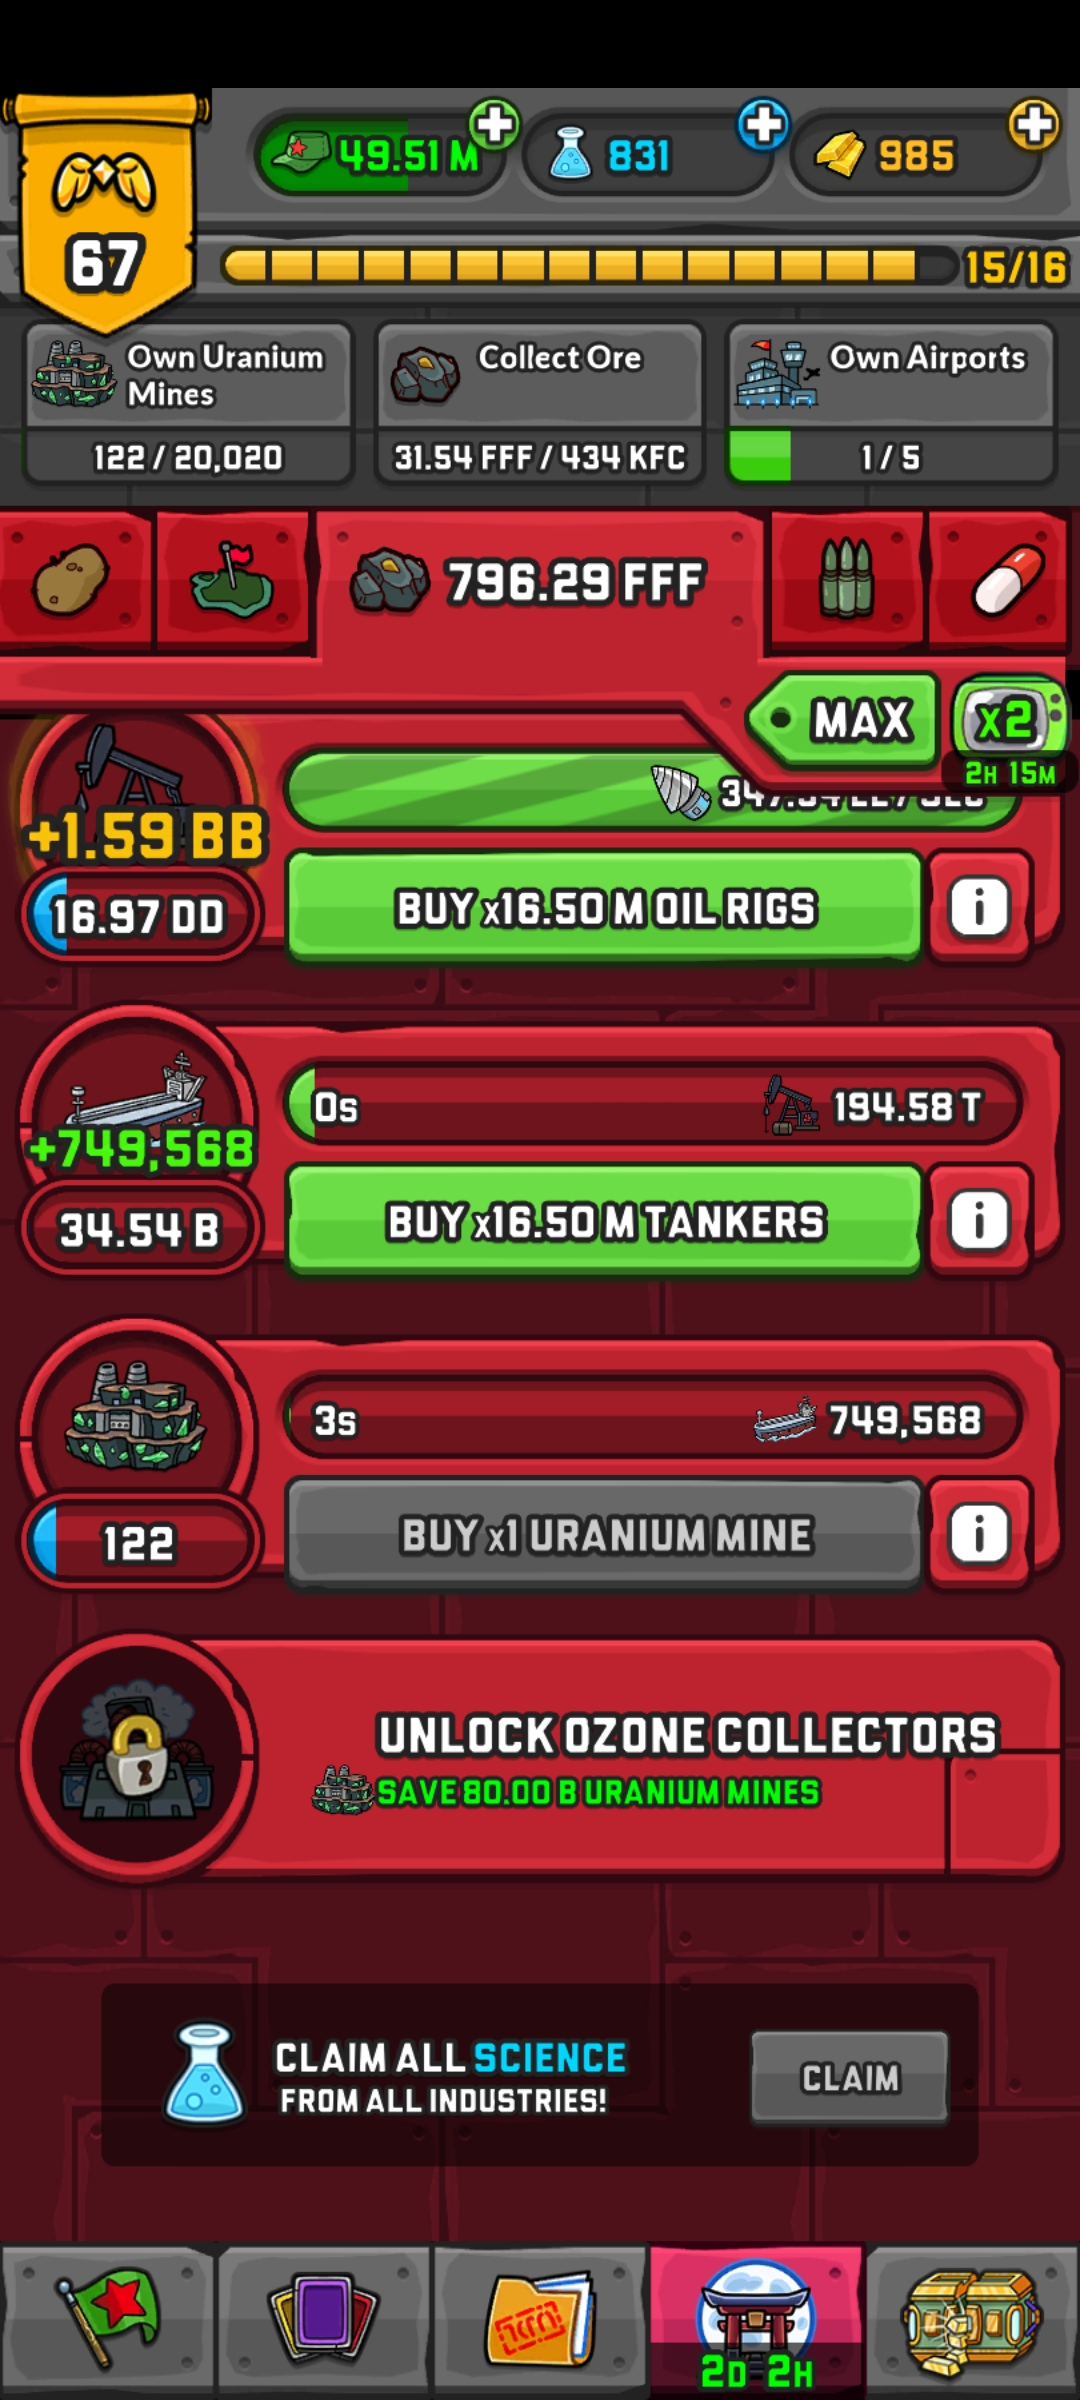 49.51 M
831
985
67
15/16
Own Uranium
Mines
122 / 20,020
Collect Ore
31.54 FFF / 434 KFC
Own Airports
1 / 5
796.29 FFF
MAX
x2
2H 15M
+1.59 BB
16.97 DD
BUY x16.50 M OIL RIGS
i
0s
194.58 T
+749,568
34.54 B
BUY x16.50 M TANKERS
i
3s
749,568
122
BUY x1 URANIUM MINE
i
UNLOCK OZONE COLLECTORS
SAVE 80.00 B URANIUM MINES
CLAIM ALL SCIENCE
FROM ALL INDUSTRIES!
CLAIM
2D 2H